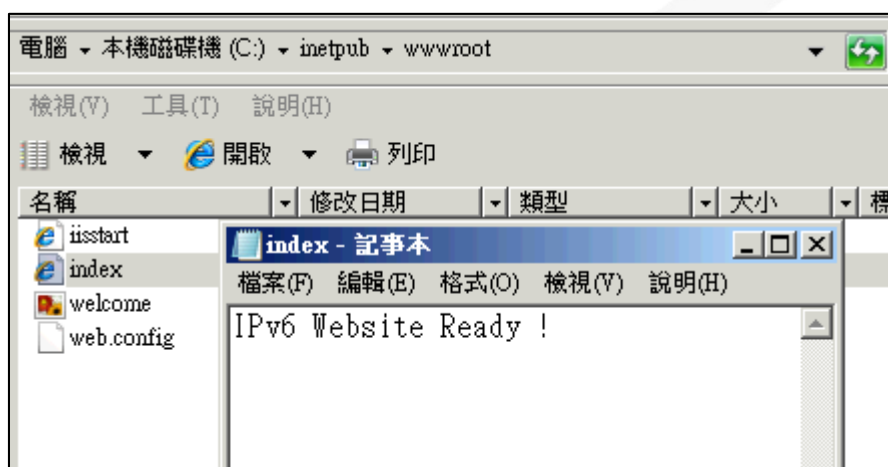 電腦 ▾ 本機磁碟機 (C:) ▾ inetpub ▾ wwwroot
檢視(V) 工具(T) 說明(H)
檢視 開啟 列印
名稱 修改日期 類型 大小 標
iisstart
index
welcome
web.config
index - 記事本
檔案(F) 編輯(E) 格式(O) 檢視(V) 說明(H)
IPv6 Website Ready !